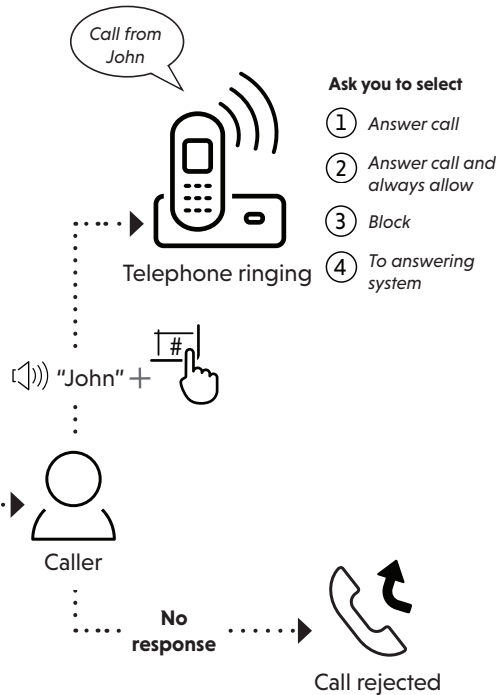 Call from
John
Ask you to select
1 Answer call
2 Answer call and
always allow
3 Block
4 To answering
system
Telephone ringing
#
"John" +
Caller
No
response
Call rejected